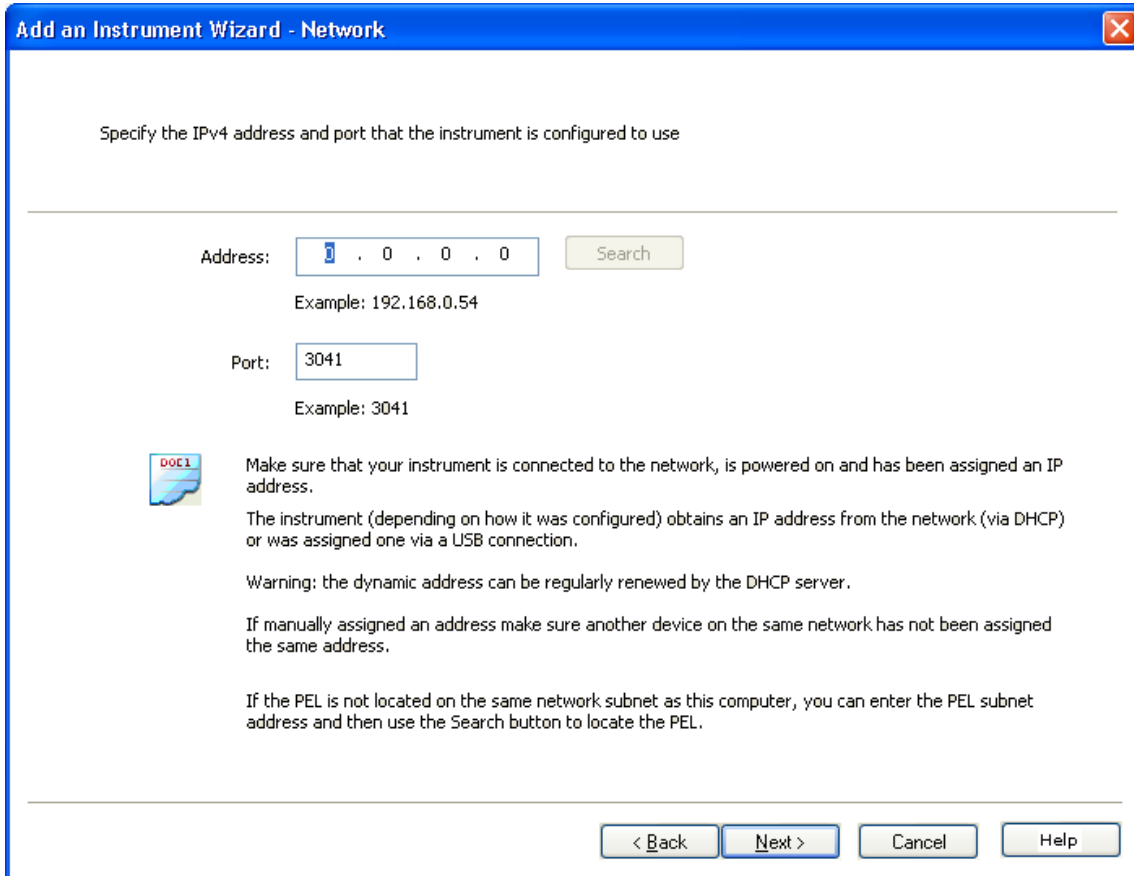 Add an Instrument Wizard - Network
Specify the IPv4 address and port that the instrument is configured to use
Address: 0 . 0 . 0 . 0 Search
Example: 192.168.0.54
Port: 3041
Example: 3041
DOC1
Make sure that your instrument is connected to the network, is powered on and has been assigned an IP
address.
The instrument (depending on how it was configured) obtains an IP address from the network (via DHCP)
or was assigned one via a USB connection.
Warning: the dynamic address can be regularly renewed by the DHCP server.
If manually assigned an address make sure another device on the same network has not been assigned
the same address.
If the PEL is not located on the same network subnet as this computer, you can enter the PEL subnet
address and then use the Search button to locate the PEL.
< Back Next > Cancel Help